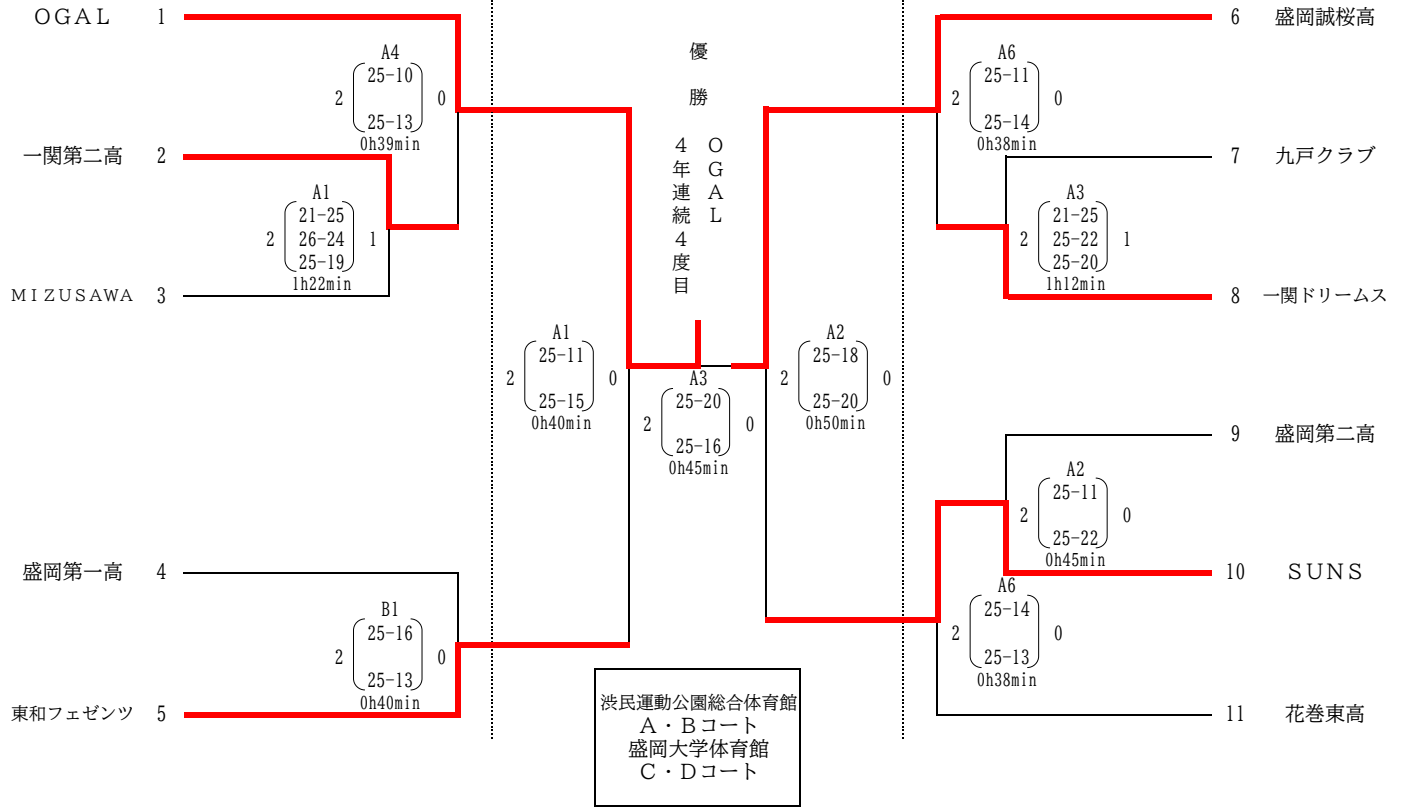 ＯＧＡＬ 1
A4
25-10
2 0
25-13
0h39min
一関第二高 2
A1
21-25
2 26-24 1
25-19
1h22min
ＭＩＺＵＳＡＷＡ 3
盛岡第一高 4
B1
25-16
2 0
25-13
0h40min
東和フェゼンツ 5
A1
25-11
2 0
25-15
0h40min
優勝
ＯＧＡＬ
４年連続４度目
A3
25-20
2 0
25-16
0h45min
A2
25-18
2 0
25-20
0h50min
6 盛岡誠桜高
A6
25-11
2 0
25-14
0h38min
7 九戸クラブ
A3
21-25
2 25-22 1
25-20
1h12min
8 一関ドリームス
9 盛岡第二高
A2
25-11
2 0
25-22
0h45min
10 ＳＵＮＳ
A6
25-14
2 0
25-13
0h38min
11 花巻東高
渋民運動公園総合体育館
Ａ・Ｂコート
盛岡大学体育館
Ｃ・Ｄコート